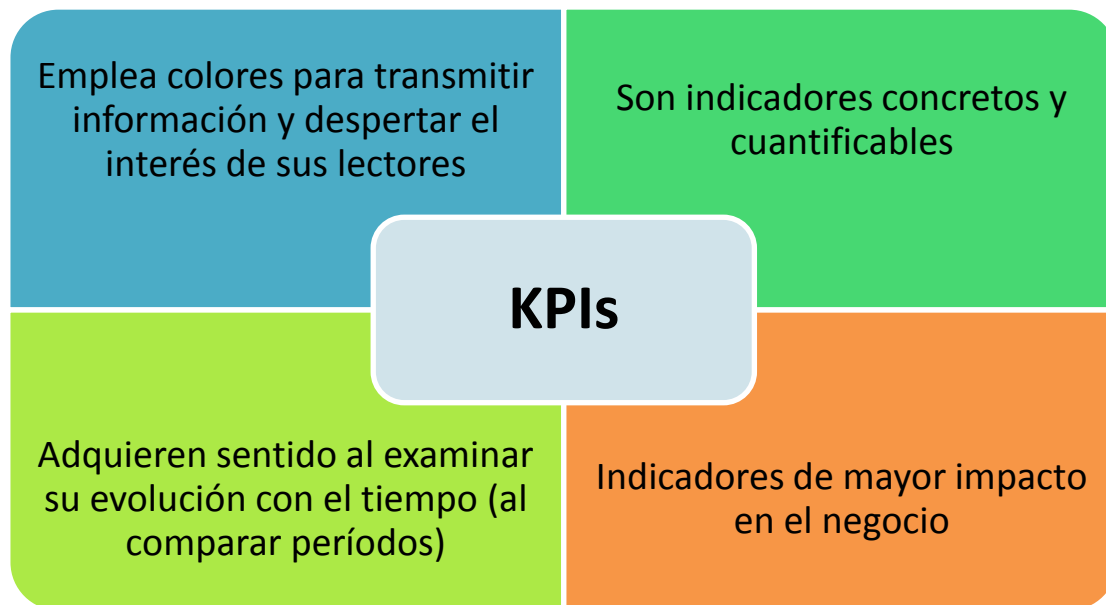 Emplea colores para transmitir
información y despertar el
interés de sus lectores
Son indicadores concretos y
cuantificables
KPIs
Adquieren sentido al examinar
su evolución con el tiempo (al
comparar períodos)
Indicadores de mayor impacto
en el negocio